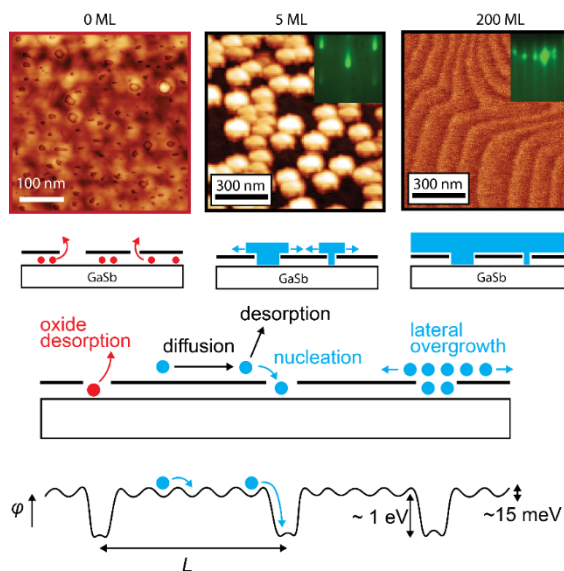 0 ML
5 ML
200 ML
100 nm
300 nm
300 nm
GaSb
GaSb
GaSb
oxide
desorption
diffusion
desorption
nucleation
lateral
overgrowth
φ
~ 1 eV
~15 meV
L